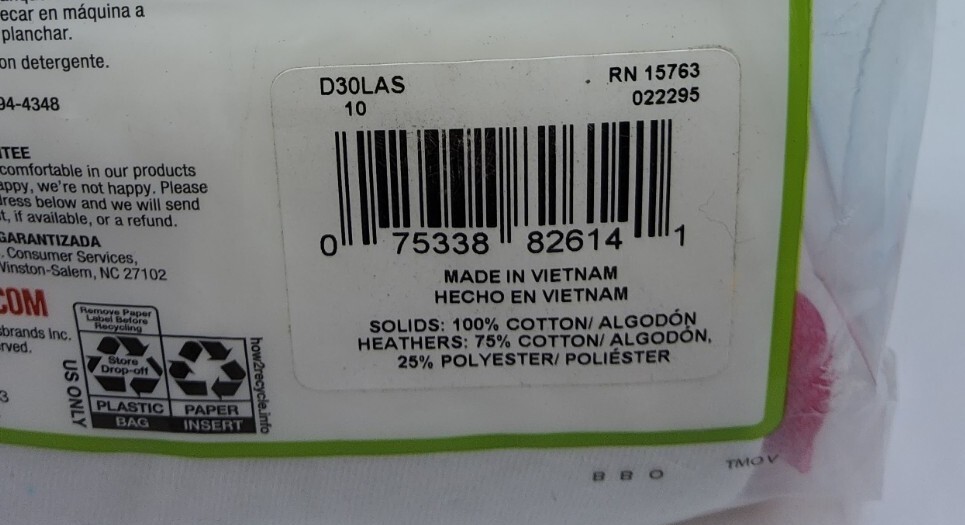 ecar en máquina a
planchar.
on detergente.
94-4348
TEE
comfortable in our products
appy, we're not happy. Please
dress below and we will send
t, if available, or a refund.
GARANTIZADA
. Consumer Services,
Winston-Salem, NC 27102
COM
sbrands Inc.
rved.
3
US ONLY
Remove Paper
Label Before
Recycling
Store
Drop-off
PLASTIC
BAG
PAPER
INSERT
how2recycle.info
D30LAS
10
RN 15763
022295
0 75338 82614 1
MADE IN VIETNAM
HECHO EN VIETNAM
SOLIDS: 100% COTTON/ ALGODÓN
HEATHERS: 75% COTTON/ ALGODÓN,
25% POLYESTER/ POLIÉSTER
B B O
TMO V